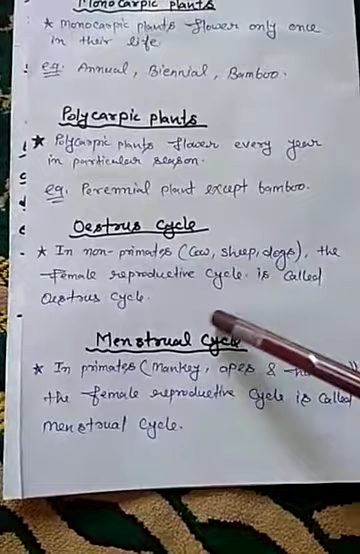 Monocarpic plants
* Monocarpic plants flower only once
in their life.
eg. Annual, Biennial, Bamboo.
Polycarpic plants
* Polycarpic plants flower every year
in particular season.
eg. Perennial plant except bamboo.
Oestrous Cycle
* In non-primates (Cow, sheep, dogs), the
female reproductive cycle is called
Oestrus cycle.
Menstrual Cycle
* In primates (Monkey, apes &
the female reproductive cycle is called
menstrual cycle.